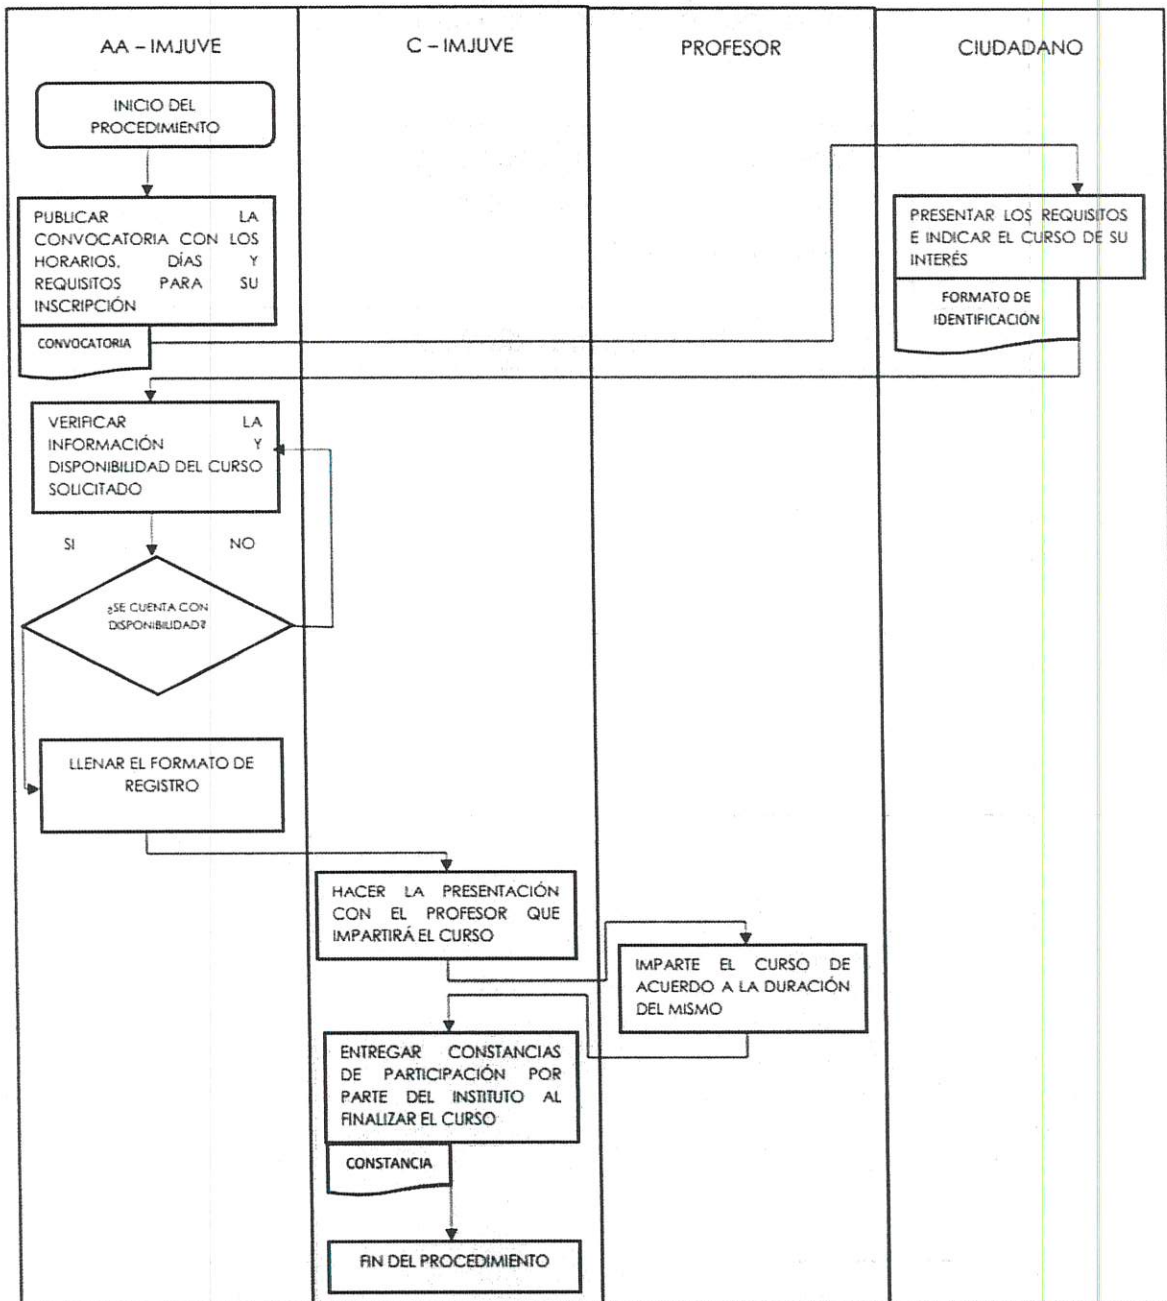 AA – IMJUVE
C – IMJUVE
PROFESOR
CIUDADANO
INICIO DEL
PROCEDIMIENTO
PUBLICAR LA
CONVOCATORIA CON LOS
HORARIOS, DÍAS Y
REQUISITOS PARA SU
INSCRIPCIÓN
CONVOCATORIA
PRESENTAR LOS REQUISITOS
E INDICAR EL CURSO DE SU
INTERÉS
FORMATO DE
IDENTIFICACIÓN
VERIFICAR LA
INFORMACIÓN Y
DISPONIBILIDAD DEL CURSO
SOLICITADO
SI NO
¿SE CUENTA CON
DISPONIBILIDAD?
LLENAR EL FORMATO DE
REGISTRO
HACER LA PRESENTACIÓN
CON EL PROFESOR QUE
IMPARTIRÁ EL CURSO
IMPARTE EL CURSO DE
ACUERDO A LA DURACIÓN
DEL MISMO
ENTREGAR CONSTANCIAS
DE PARTICIPACIÓN POR
PARTE DEL INSTITUTO AL
FINALIZAR EL CURSO
CONSTANCIA
FIN DEL PROCEDIMIENTO